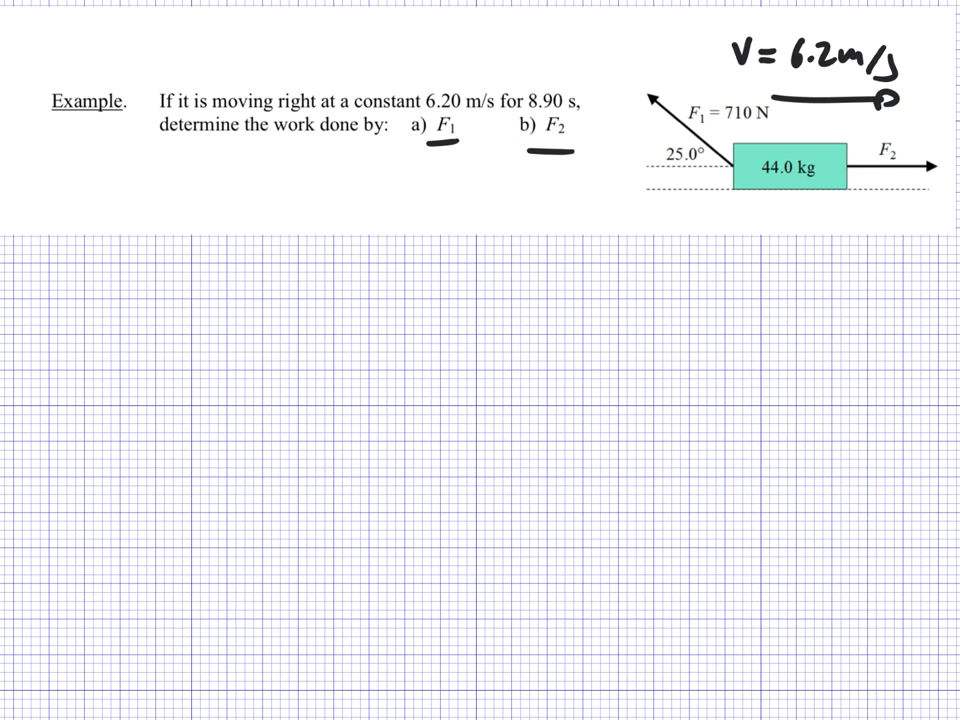 V = 6.2m/s
Example. If it is moving right at a constant 6.20 m/s for 8.90 s,
determine the work done by: a) F₁ b) F₂
F₁ = 710 N
25.0°
F₂
44.0 kg